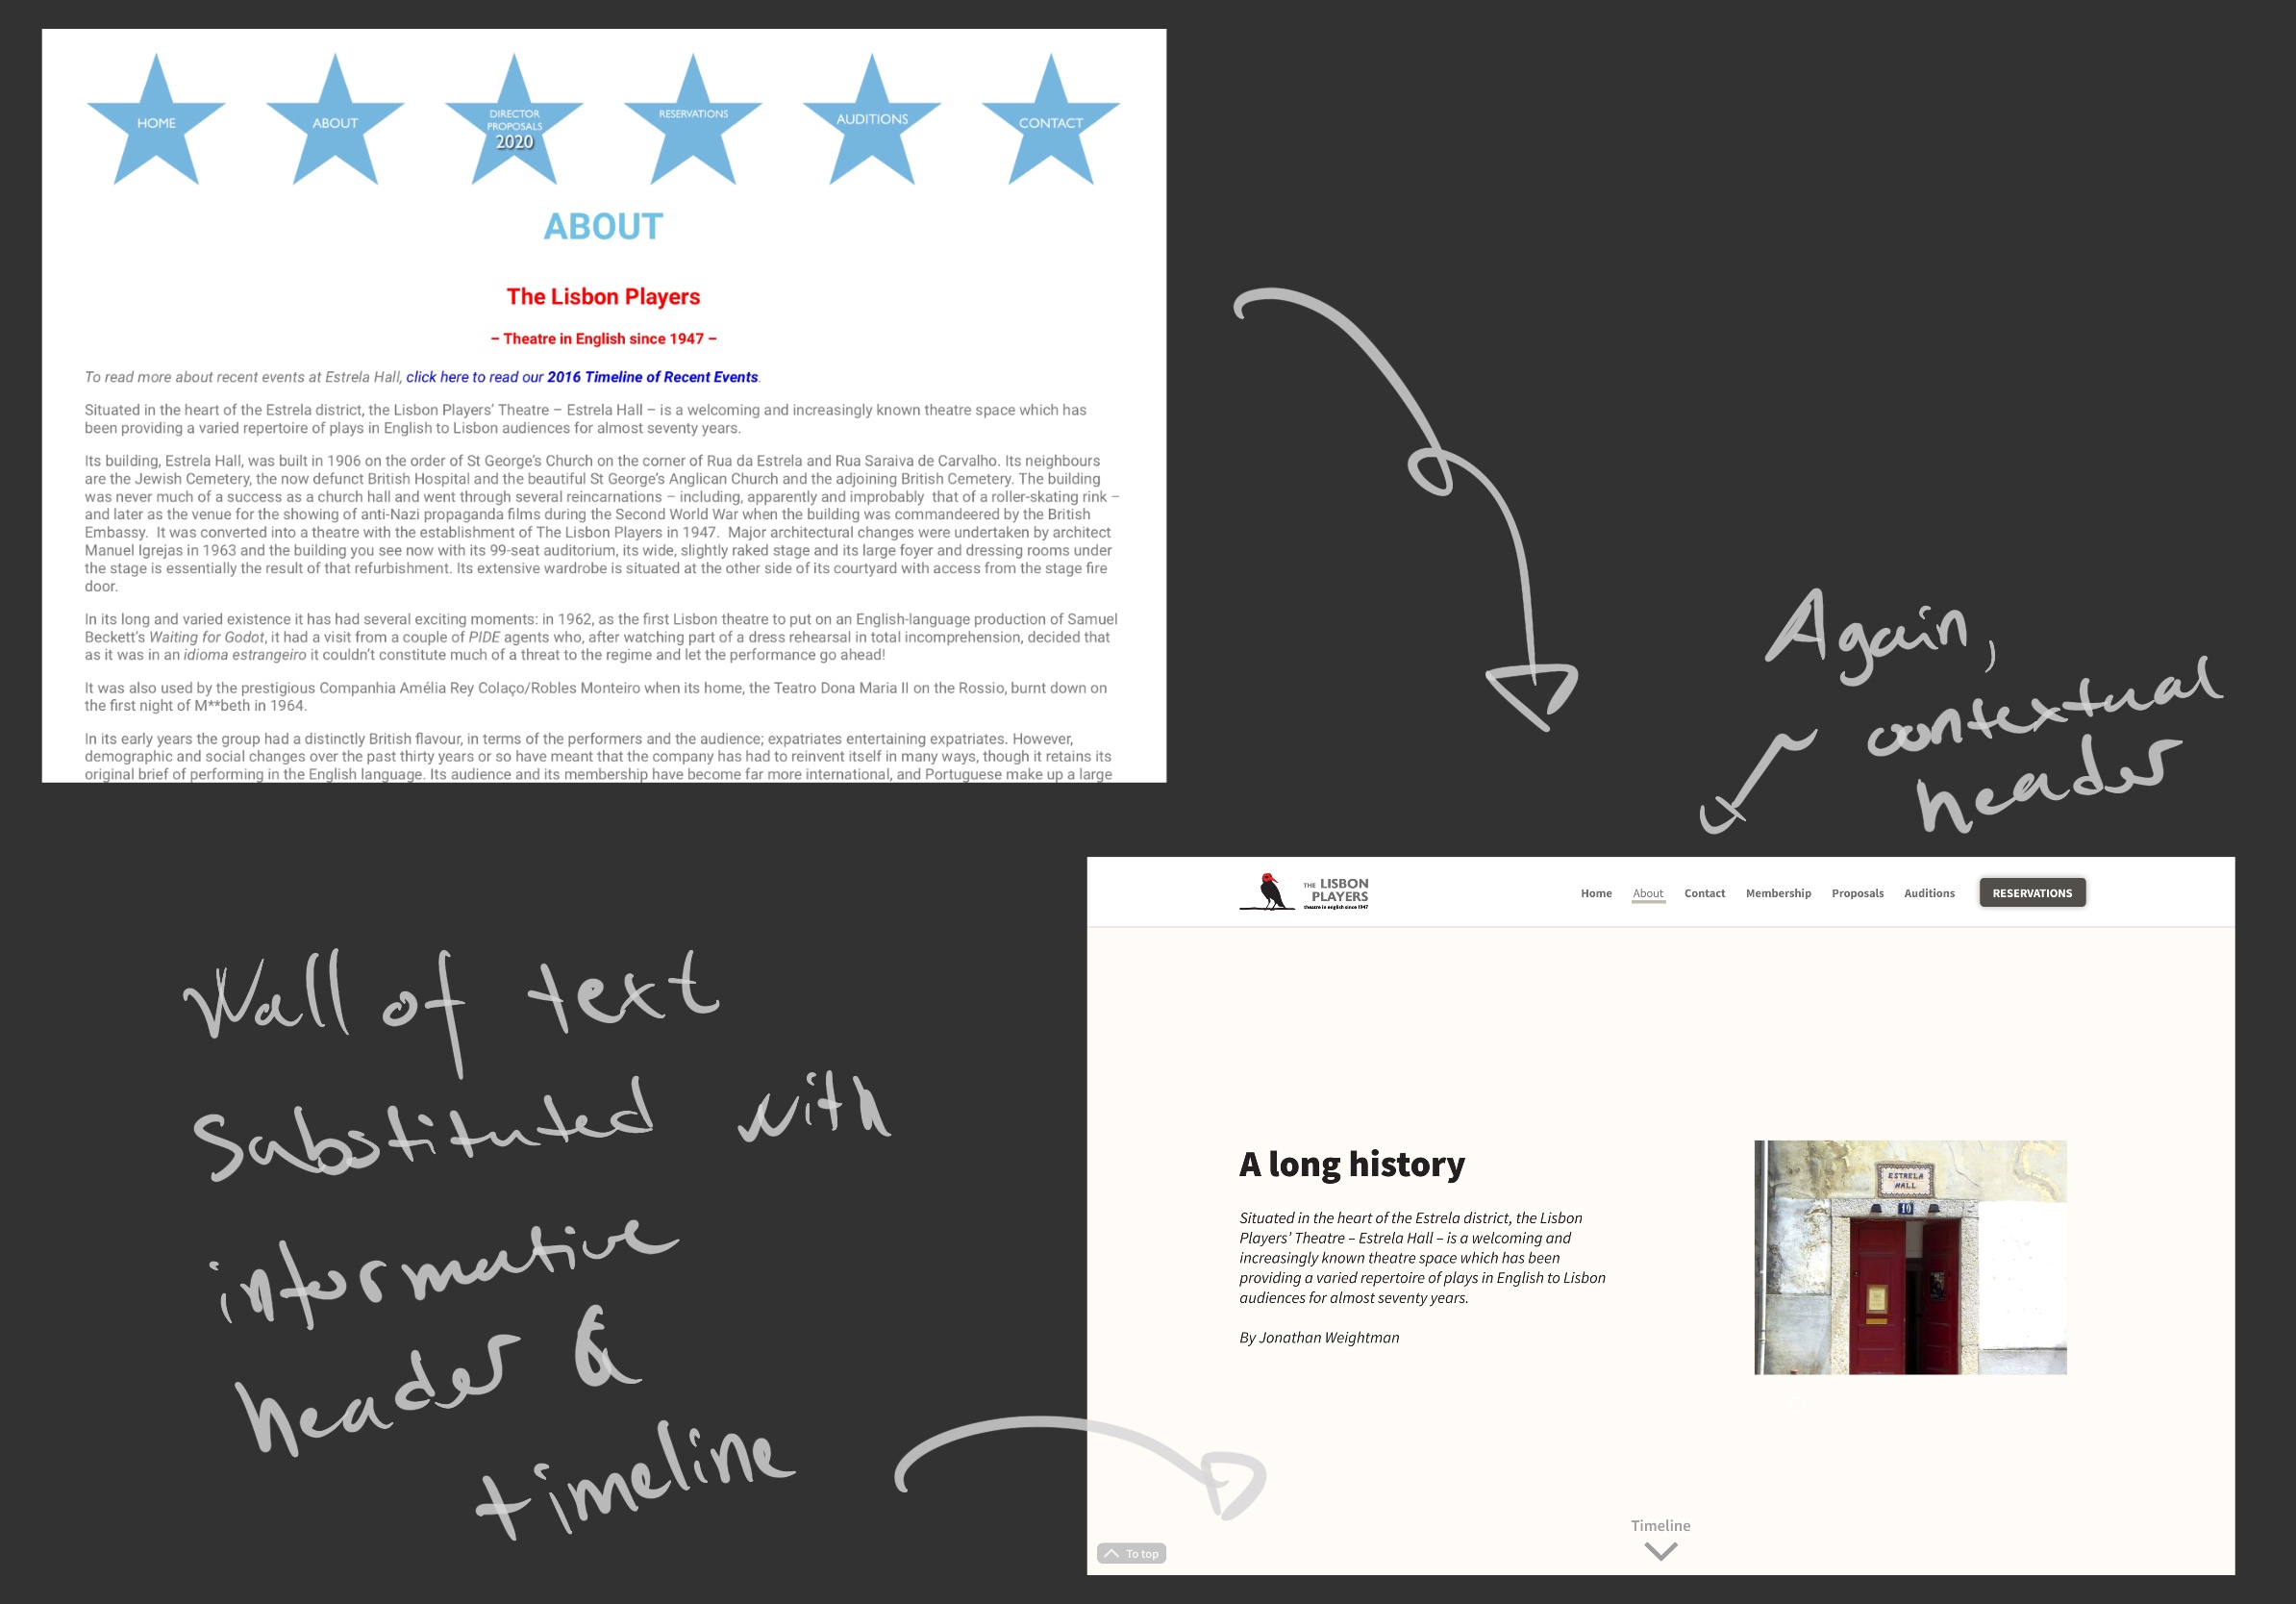 HOME
ABOUT
DIRECTOR
PROPOSALS
2020
RESERVATIONS
AUDITIONS
CONTACT
ABOUT
The Lisbon Players
– Theatre in English since 1947 –
To read more about recent events at Estrela Hall, click here to read our 2016 Timeline of Recent Events.
Situated in the heart of the Estrela district, the Lisbon Players’ Theatre – Estrela Hall – is a welcoming and increasingly known theatre space which has
been providing a varied repertoire of plays in English to Lisbon audiences for almost seventy years.
Its building, Estrela Hall, was built in 1906 on the order of St George’s Church on the corner of Rua da Estrela and Rua Saraiva de Carvalho. Its neighbours
are the Jewish Cemetery, the now defunct British Hospital and the beautiful St George’s Anglican Church and the adjoining British Cemetery. The building
was never much of a success as a church hall and went through several reincarnations – including, apparently and improbably  that of a roller-skating rink –
and later as the venue for the showing of anti-Nazi propaganda films during the Second World War when the building was commandeered by the British
Embassy.  It was converted into a theatre with the establishment of The Lisbon Players in 1947.  Major architectural changes were undertaken by architect
Manuel Igrejas in 1963 and the building you see now with its 99-seat auditorium, its wide, slightly raked stage and its large foyer and dressing rooms under
the stage is essentially the result of that refurbishment. Its extensive wardrobe is situated at the other side of its courtyard with access from the stage fire
door.
In its long and varied existence it has had several exciting moments: in 1962, as the first Lisbon theatre to put on an English-language production of Samuel
Beckett’s Waiting for Godot, it had a visit from a couple of PIDE agents who, after watching part of a dress rehearsal in total incomprehension, decided that
as it was in an idioma estrangeiro it couldn’t constitute much of a threat to the regime and let the performance go ahead!
It was also used by the prestigious Companhia Amélia Rey Colaço/Robles Monteiro when its home, the Teatro Dona Maria II on the Rossio, burnt down on
the first night of M**beth in 1964.
In its early years the group had a distinctly British flavour, in terms of the performers and the audience; expatriates entertaining expatriates. However,
demographic and social changes over the past thirty years or so have meant that the company has had to reinvent itself in many ways, though it retains its
original brief of performing in the English language. Its audience and its membership have become far more international, and Portuguese make up a large
Again,
contextual
header
Wall of text
Substituted with
informative
header &
timeline
THE LISBON
PLAYERS
theatre in english since 1947
Home
About
Contact
Membership
Proposals
Auditions
RESERVATIONS
A long history
Situated in the heart of the Estrela district, the Lisbon
Players’ Theatre – Estrela Hall – is a welcoming and
increasingly known theatre space which has been
providing a varied repertoire of plays in English to Lisbon
audiences for almost seventy years.
By Jonathan Weightman
ESTRELA
HALL
10
Timeline
To top